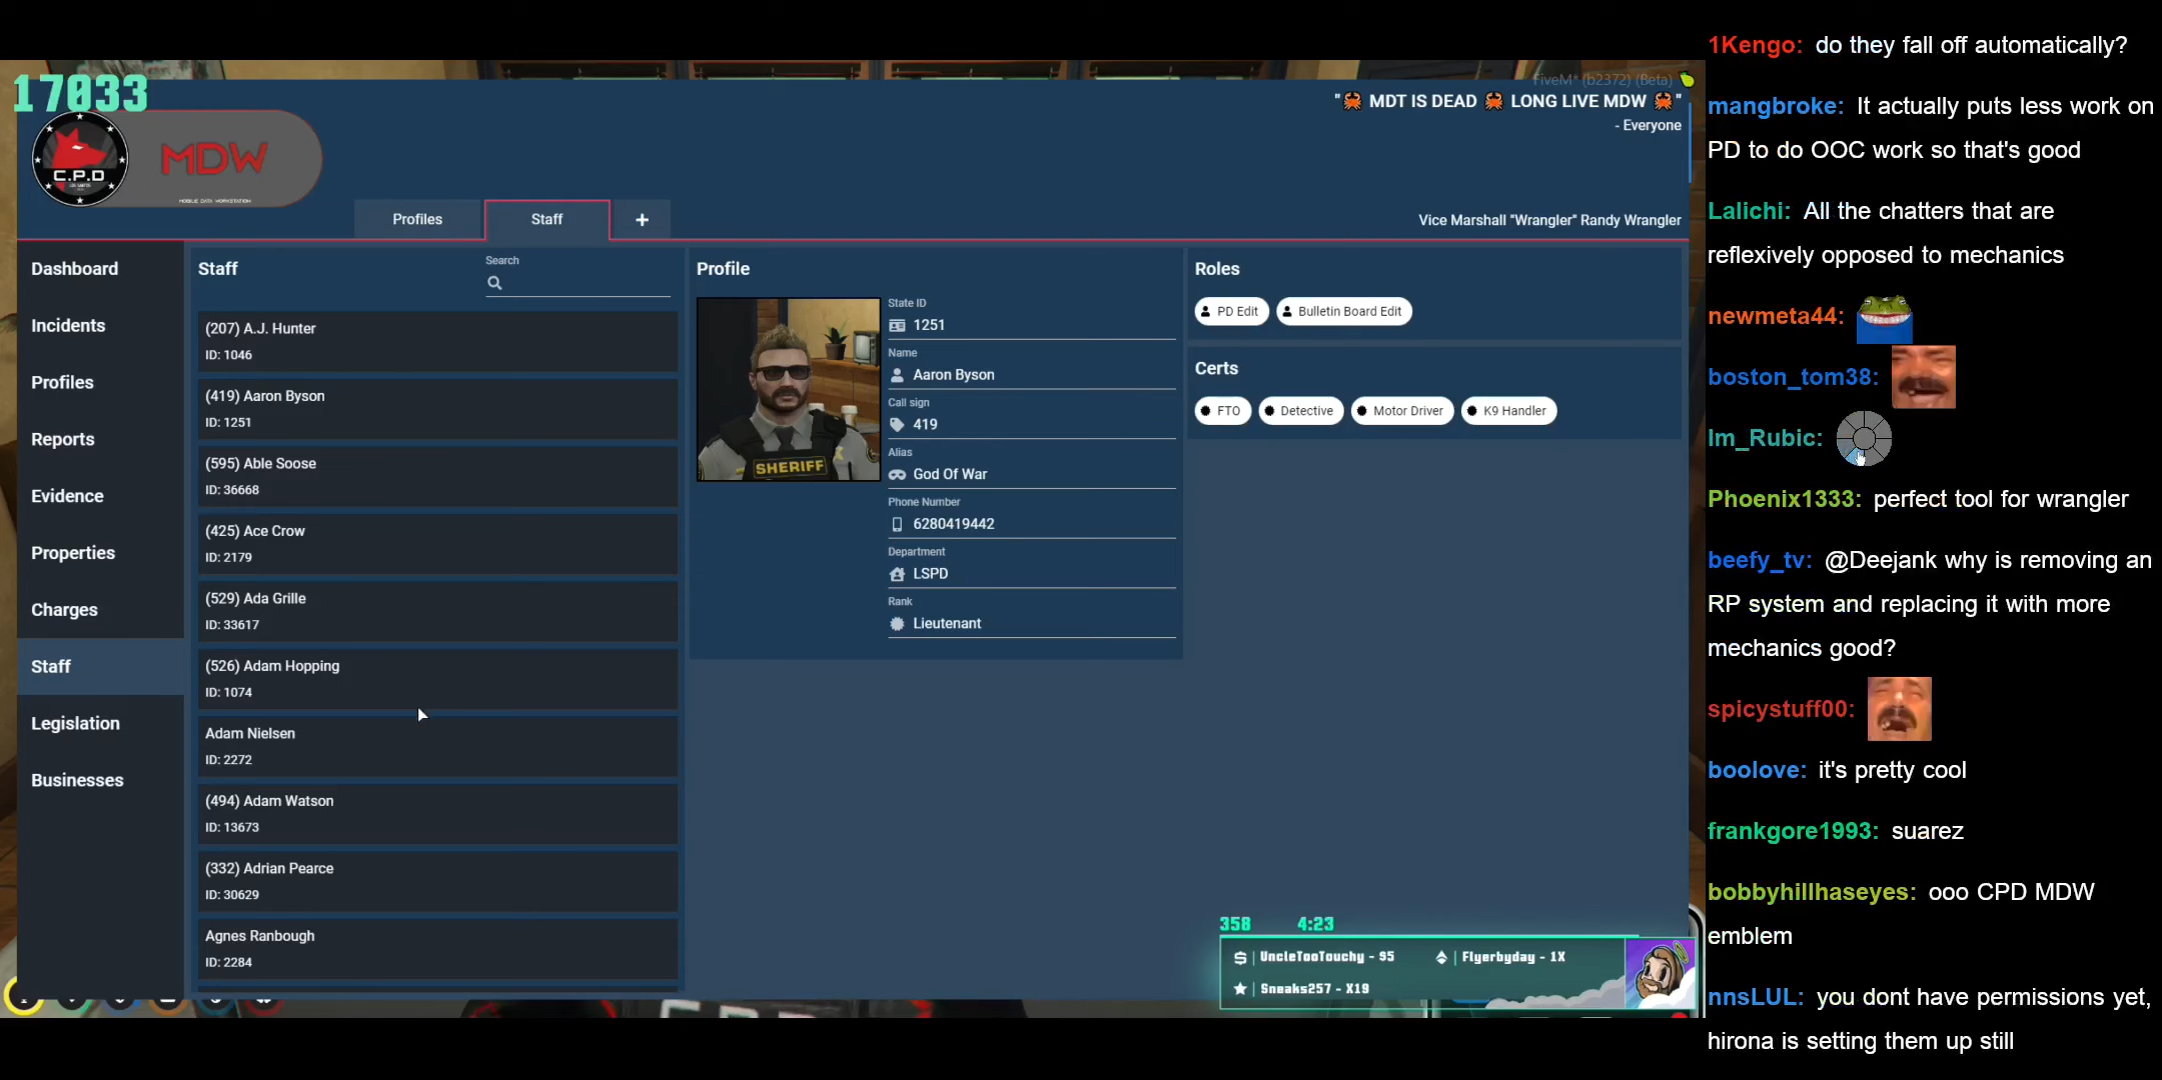 17033
FiveM* (b2372) (Beta)
"🦀 MDT IS DEAD 🦀 LONG LIVE MDW 🦀"
- Everyone
C.P.D
LOS SANTOS
MDW
MOBILE DATA WORKSTATION
Profiles
Staff
+
Vice Marshall "Wrangler" Randy Wrangler
Dashboard
Incidents
Profiles
Reports
Evidence
Properties
Charges
Staff
Legislation
Businesses
Staff
Search
(207) A.J. Hunter
ID: 1046
(419) Aaron Byson
ID: 1251
(595) Able Soose
ID: 36668
(425) Ace Crow
ID: 2179
(529) Ada Grille
ID: 33617
(526) Adam Hopping
ID: 1074
Adam Nielsen
ID: 2272
(494) Adam Watson
ID: 13673
(332) Adrian Pearce
ID: 30629
Agnes Ranbough
ID: 2284
Profile
SHERIFF
State ID
1251
Name
Aaron Byson
Call sign
419
Alias
God Of War
Phone Number
6280419442
Department
LSPD
Rank
Lieutenant
Roles
PD Edit Bulletin Board Edit
Certs
FTO Detective Motor Driver K9 Handler
358 4:23
UncleTooTouchy - 95 Flyerbyday - 1X
Sneaks257 - X19
1Kengo: do they fall off automatically?
mangbroke: It actually puts less work on
PD to do OOC work so that's good
Lalichi: All the chatters that are
reflexively opposed to mechanics
newmeta44:
boston_tom38:
Im_Rubic:
Phoenix1333: perfect tool for wrangler
beefy_tv: @Deejank why is removing an
RP system and replacing it with more
mechanics good?
spicystuff00:
boolove: it's pretty cool
frankgore1993: suarez
bobbyhillhaseyes: ooo CPD MDW
emblem
nnsLUL: you dont have permissions yet,
hirona is setting them up still